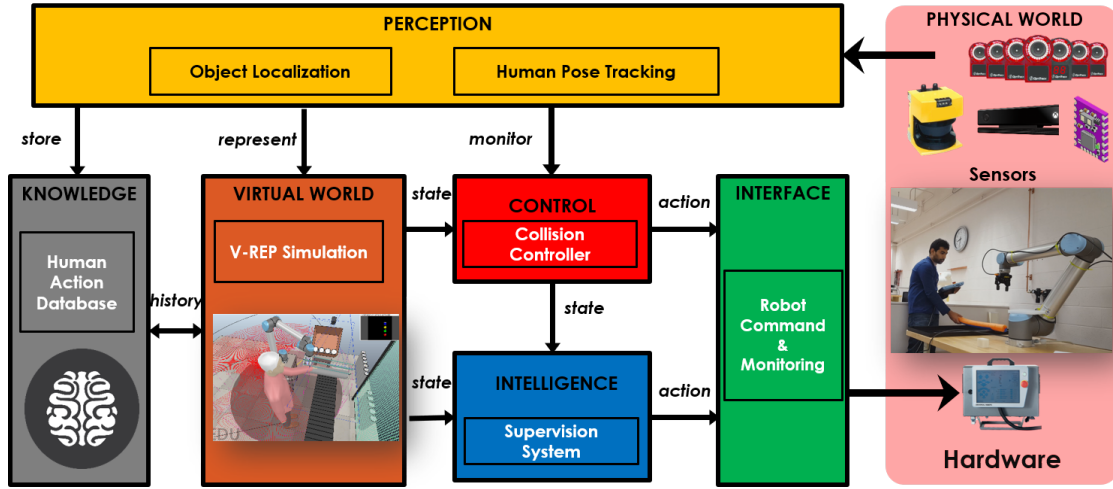 PERCEPTION
Object Localization
Human Pose Tracking
PHYSICAL WORLD
store
represent
monitor
Sensors
KNOWLEDGE
Human
Action
Database
history
VIRTUAL WORLD
V-REP Simulation
EDU
state
CONTROL
Collision
Controller
action
state
state
INTELLIGENCE
Supervision
System
action
INTERFACE
Robot
Command
&
Monitoring
Hardware